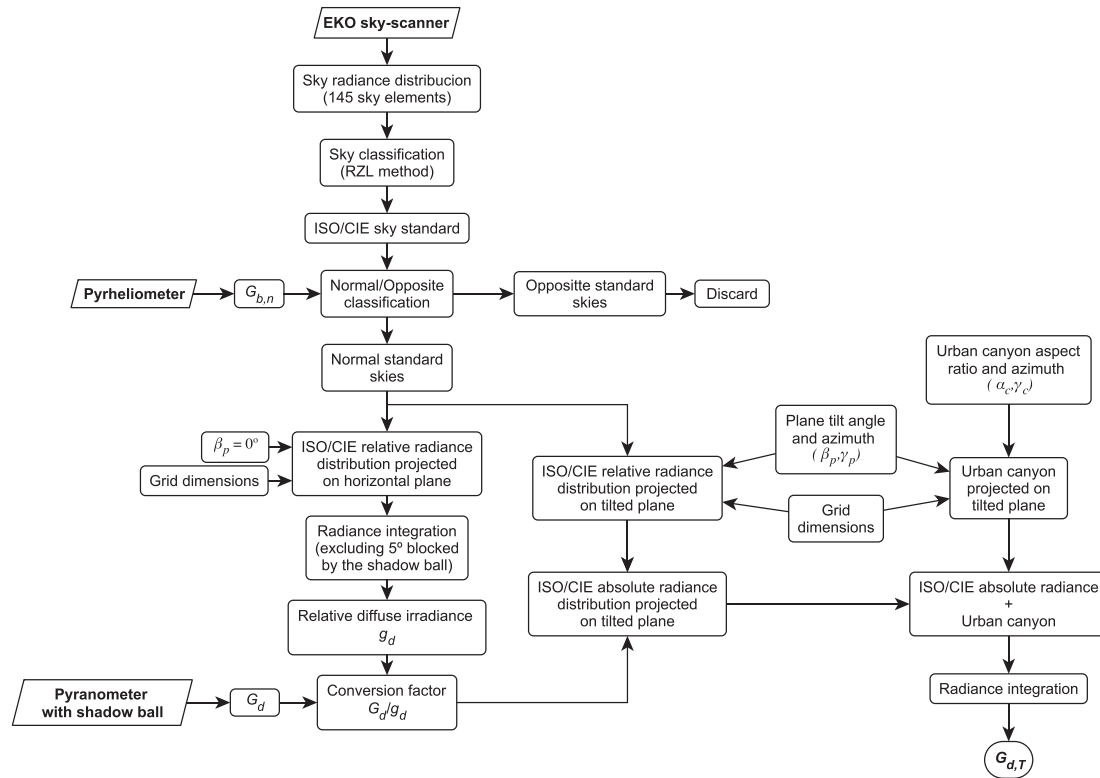 EKO sky-scanner
Sky radiance distribucion
(145 sky elements)
Sky classification
(RZL method)
ISO/CIE sky standard
Pyrheliometer
G_{b,n}
Normal/Opposite
classification
Oppositte standard
skies
Discard
Normal standard
skies
Urban canyon aspect
ratio and azimuth
( α_c,γ_c)
β_p = 0º
Grid dimensions
ISO/CIE relative radiance
distribution projected
on horizontal plane
Plane tilt angle
and azimuth
( β_p,γ_p)
ISO/CIE relative radiance
distribution projected
on tilted plane
Urban canyon
projected on
tilted plane
Grid
dimensions
Radiance integration
(excluding 5º blocked
by the shadow ball)
ISO/CIE absolute radiance
distribution projected
on tilted plane
ISO/CIE absolute radiance
+
Urban canyon
Relative diffuse irradiance
g_d
Pyranometer
with shadow ball
G_d
Conversion factor
G_d/g_d
Radiance integration
G_{d,T}